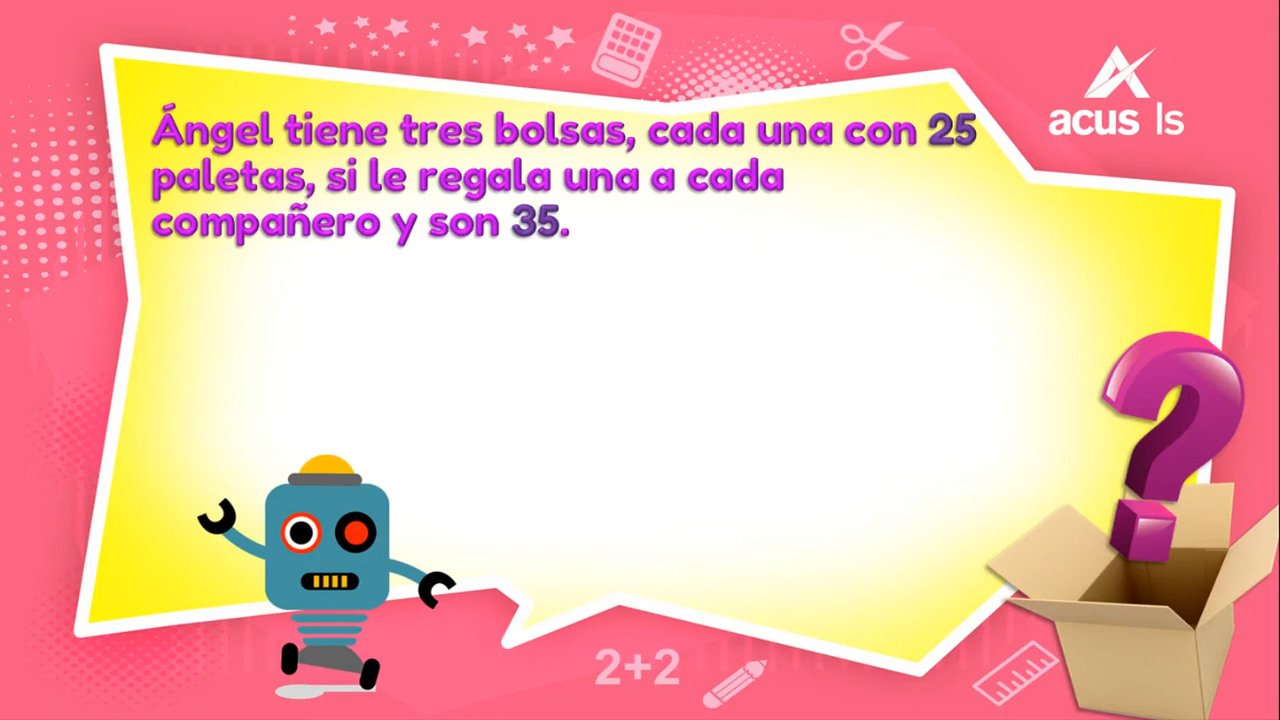 Ángel tiene tres bolsas, cada una con 25
paletas, si le regala una a cada
compañero y son 35.
acus ls
2+2